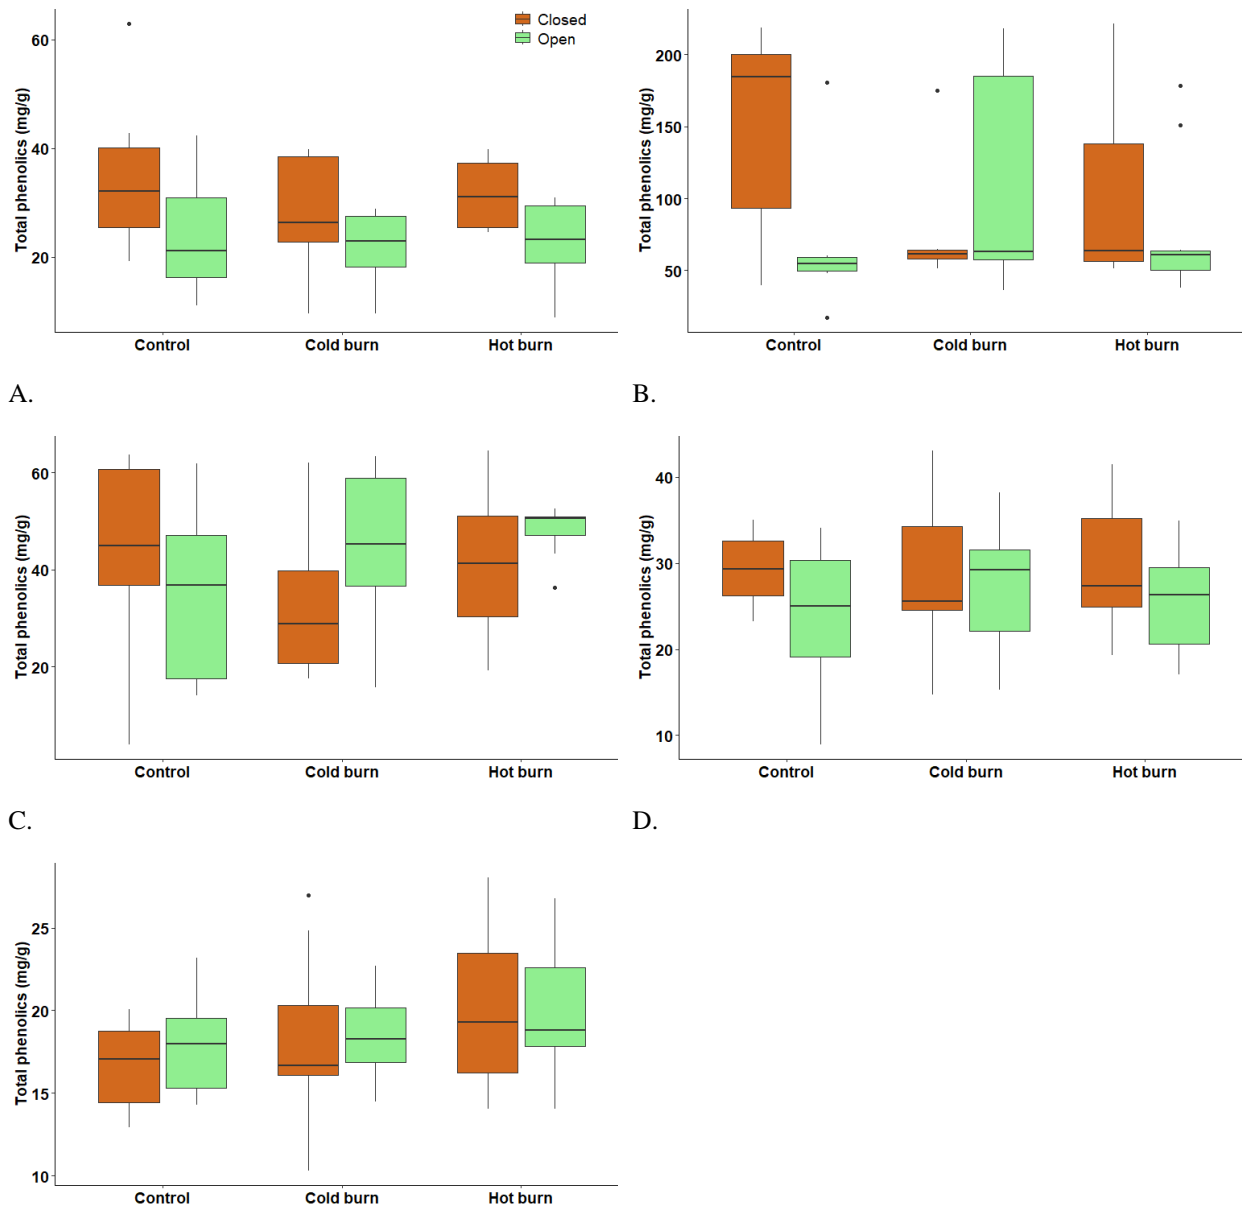 Closed
Open
Total phenolics (mg/g)
60
40
20
Control
Cold burn
Hot burn
A.
Total phenolics (mg/g)
200
150
100
50
Control
Cold burn
Hot burn
B.
Total phenolics (mg/g)
60
40
20
Control
Cold burn
Hot burn
C.
Total phenolics (mg/g)
40
30
20
10
Control
Cold burn
Hot burn
D.
Total phenolics (mg/g)
25
20
15
10
Control
Cold burn
Hot burn